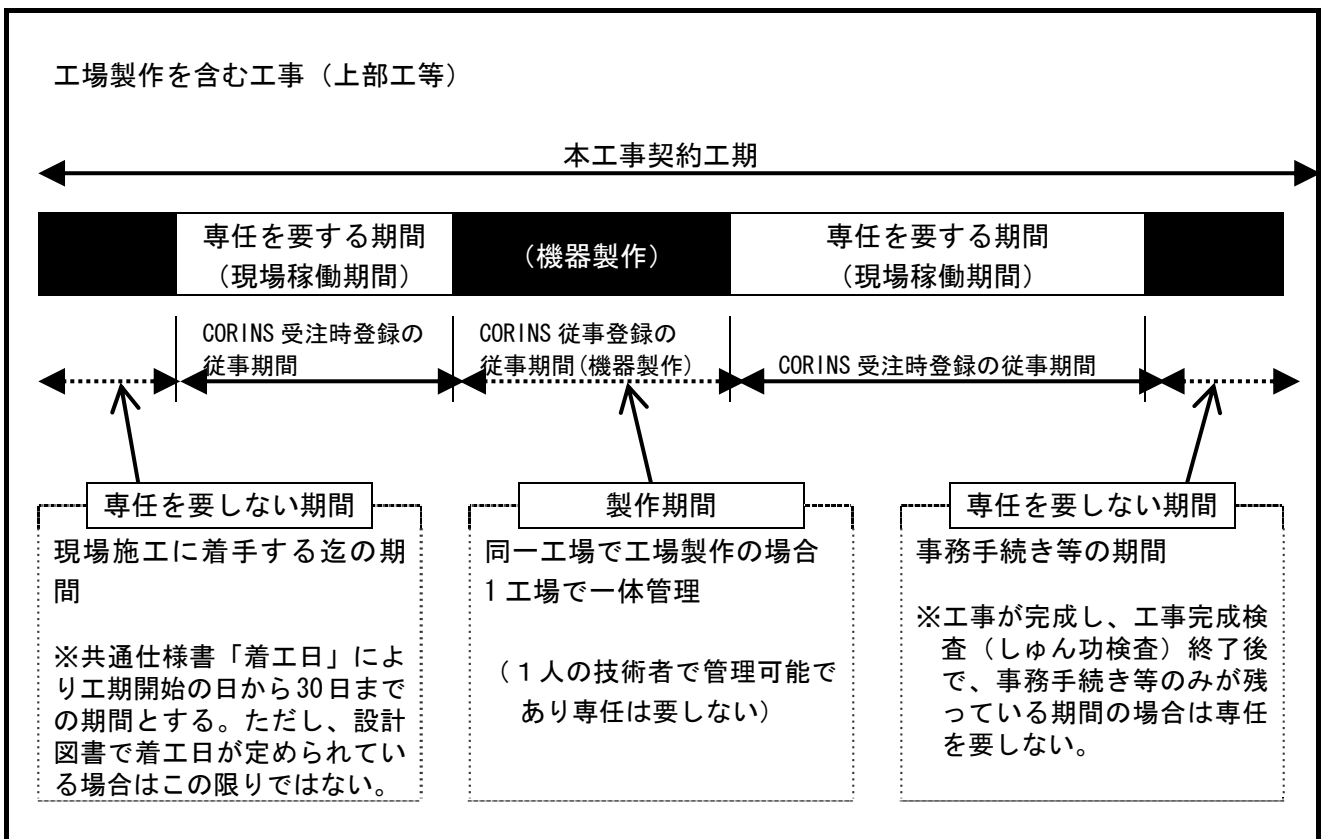 工場製作を含む工事（上部工等）
本工事契約工期
専任を要する期間
（現場稼働期間）
（機器製作）
専任を要する期間
（現場稼働期間）
CORINS 受注時登録の
従事期間
CORINS 従事登録の
従事期間(機器製作)
CORINS 受注時登録の従事期間
専任を要しない期間
現場施工に着手する迄の期
間
※共通仕様書「着工日」によ
り工期開始の日から30日まで
の期間とする。ただし、設計
図書で着工日が定められてい
る場合はこの限りではない。
製作期間
同一工場で工場製作の場合
1工場で一体管理
（１人の技術者で管理可能で
あり専任は要しない）
専任を要しない期間
事務手続き等の期間
※工事が完成し、工事完成検
査（しゅん功検査）終了後
で、事務手続き等のみが残
っている期間の場合は専任
を要しない。